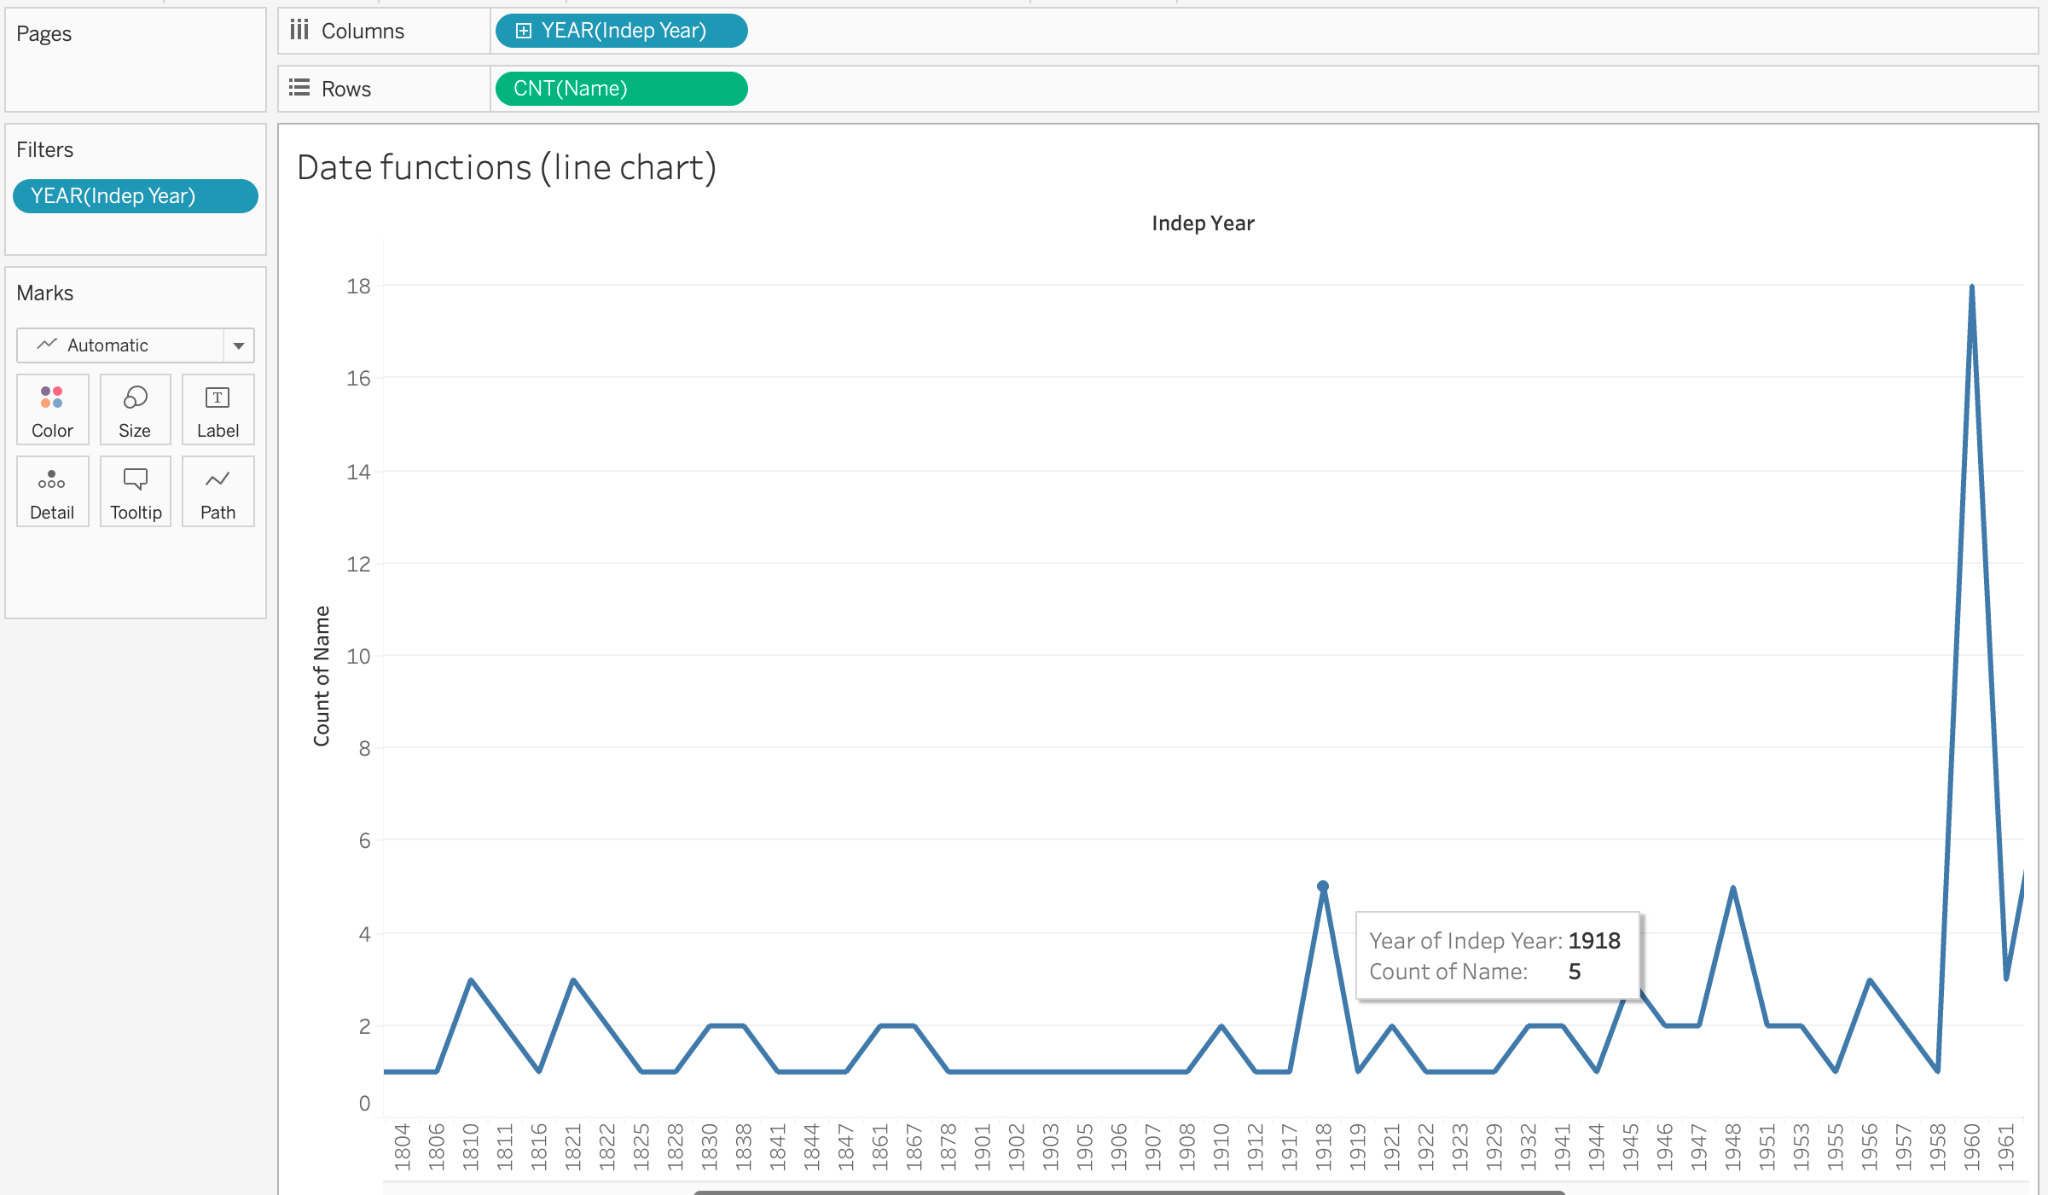 Pages
Columns
YEAR(Indep Year)
Rows
CNT(Name)
Filters
YEAR(Indep Year)
Marks
Automatic
Color
Size
T
Label
Detail
Tooltip
Path
Date functions (line chart)
Indep Year
Count of Name
18
16
14
12
10
8
6
4
2
0
Year of Indep Year: 1918
Count of Name: 5
1804
1806
1810
1811
1816
1821
1822
1825
1828
1830
1838
1841
1844
1847
1861
1867
1878
1901
1902
1903
1905
1906
1907
1908
1910
1912
1917
1918
1919
1921
1922
1923
1929
1932
1941
1944
1945
1946
1947
1948
1951
1953
1955
1956
1957
1958
1960
1961